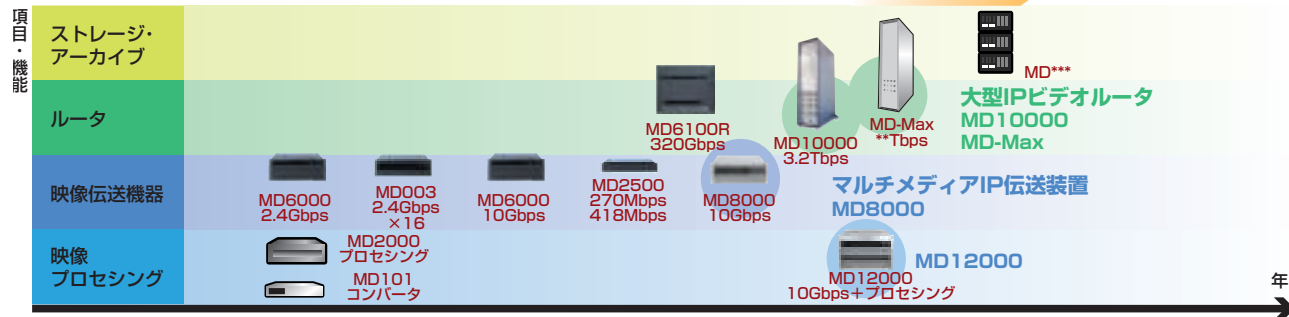 項目・機能
ストレージ・
アーカイブ
MD***
ルータ
MD6100R
320Gbps
MD10000
3.2Tbps
MD-Max
**Tbps
大型IPビデオルータ
MD10000
MD-Max
映像伝送機器
MD6000
2.4Gbps
MD003
2.4Gbps
×16
MD6000
10Gbps
MD2500
270Mbps
418Mbps
MD8000
10Gbps
マルチメディアIP伝送装置
MD8000
映像
プロセシング
MD2000
プロセシング
MD101
コンバータ
MD12000
10Gbps＋プロセシング
MD12000
年